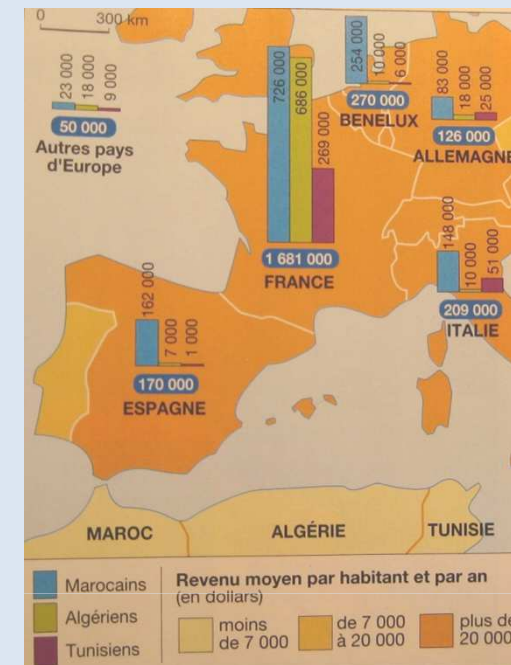 0 300 km
23 000
18 000
9 000
50 000
Autres pays
d'Europe
726 000
686 000
269 000
1 681 000
FRANCE
254 000
10 000
6 000
270 000
BENELUX
83 000
18 000
25 000
126 000
ALLEMAGNE
148 000
10 000
51 000
209 000
ITALIE
162 000
7 000
1 000
170 000
ESPAGNE
MAROC
ALGÉRIE
TUNISIE
Marocains
Algériens
Tunisiens
Revenu moyen par habitant et par an
(en dollars)
moins
de 7 000
de 7 000
à 20 000
plus de
20 000